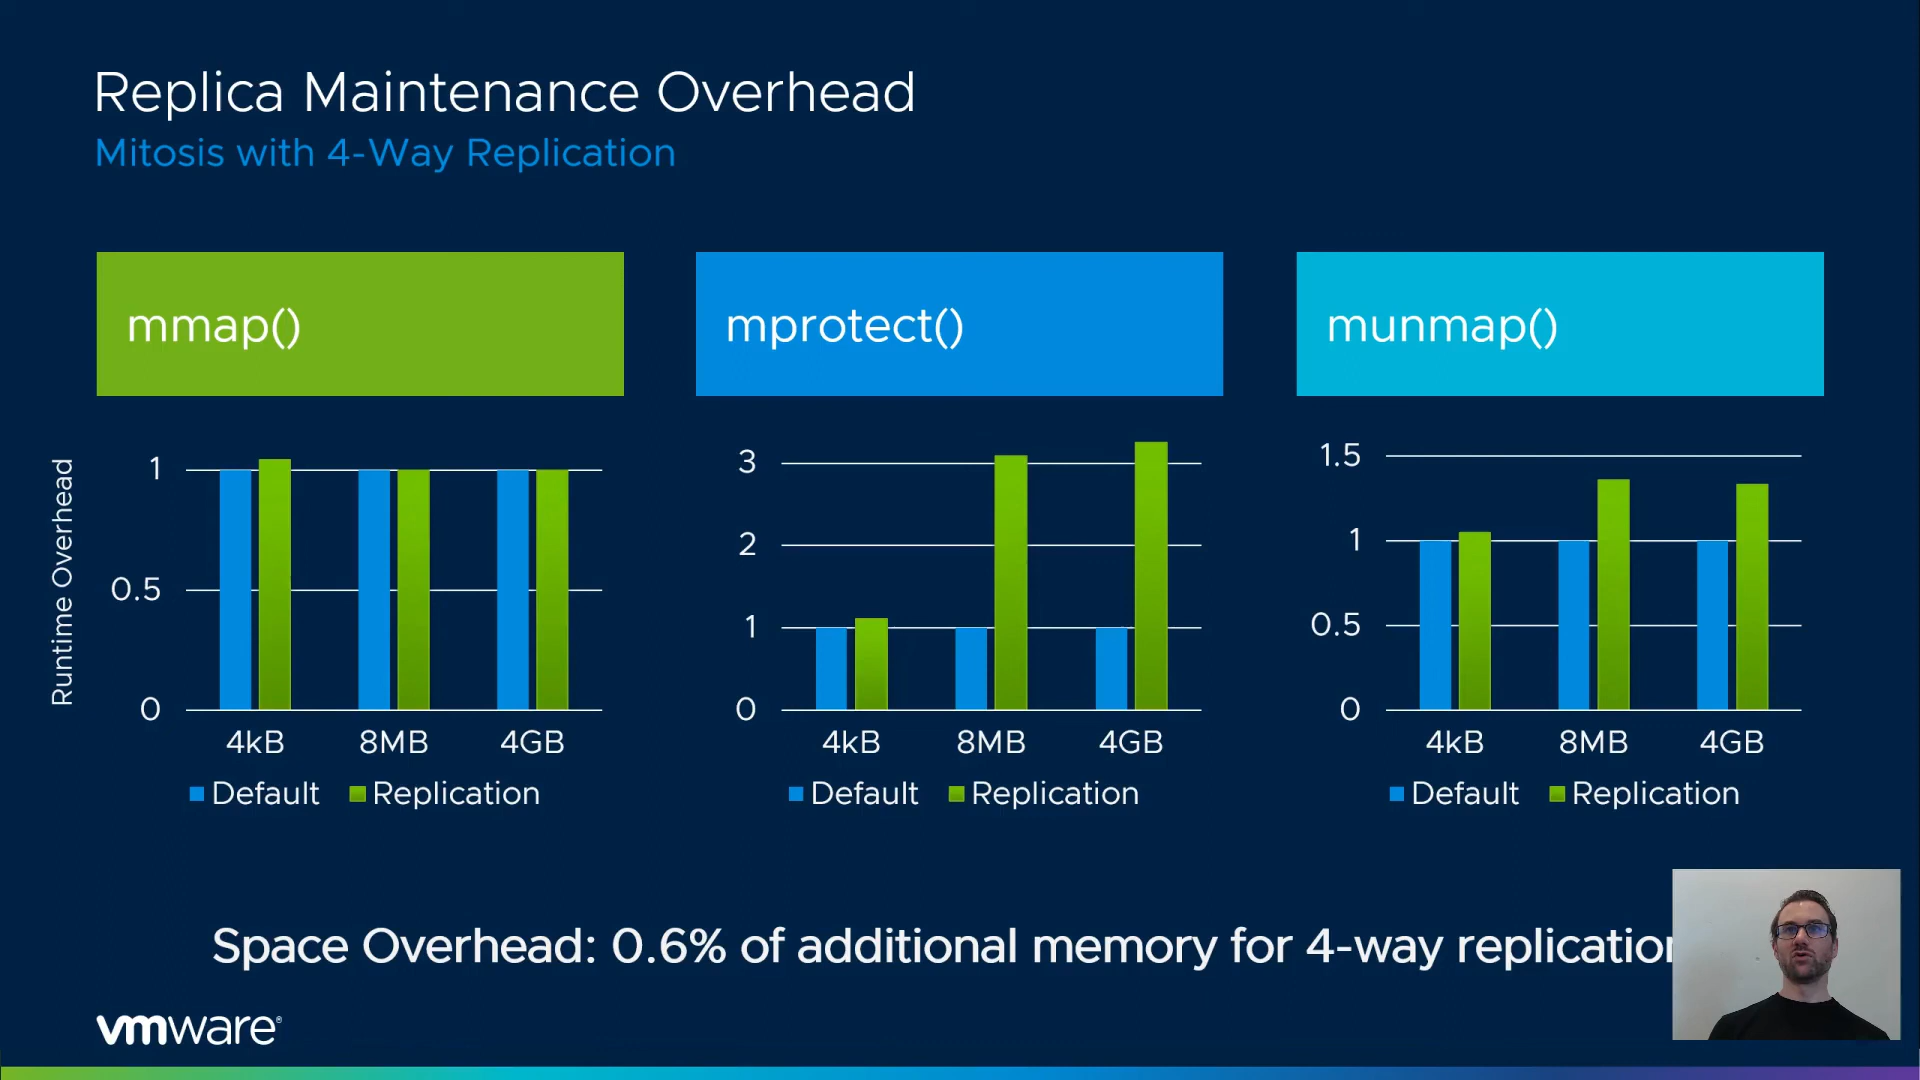 Replica Maintenance Overhead
Mitosis with 4-Way Replication
mmap()
mprotect()
munmap()
Runtime Overhead
1
0.5
0
4kB 8MB 4GB
Default Replication
3
2
1
0
4kB 8MB 4GB
Default Replication
1.5
1
0.5
0
4kB 8MB 4GB
Default Replication
Space Overhead: 0.6% of additional memory for 4-way replication
vmware®